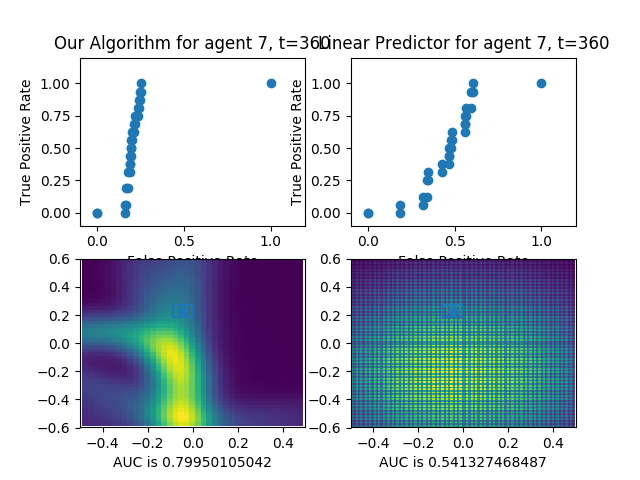 Our Algorithm for agent 7, t=360
Linear Predictor for agent 7, t=360
True Positive Rate
1.00
0.75
0.50
0.25
0.00
0.0 0.5 1.0
False Positive Rate
True Positive Rate
1.00
0.75
0.50
0.25
0.00
0.0 0.5 1.0
False Positive Rate
0.6
0.4
0.2
0.0
−0.2
−0.4
−0.6
−0.4 −0.2 0.0 0.2 0.4
AUC is 0.79950105042
0.6
0.4
0.2
0.0
−0.2
−0.4
−0.6
−0.4 −0.2 0.0 0.2 0.4
AUC is 0.541327468487